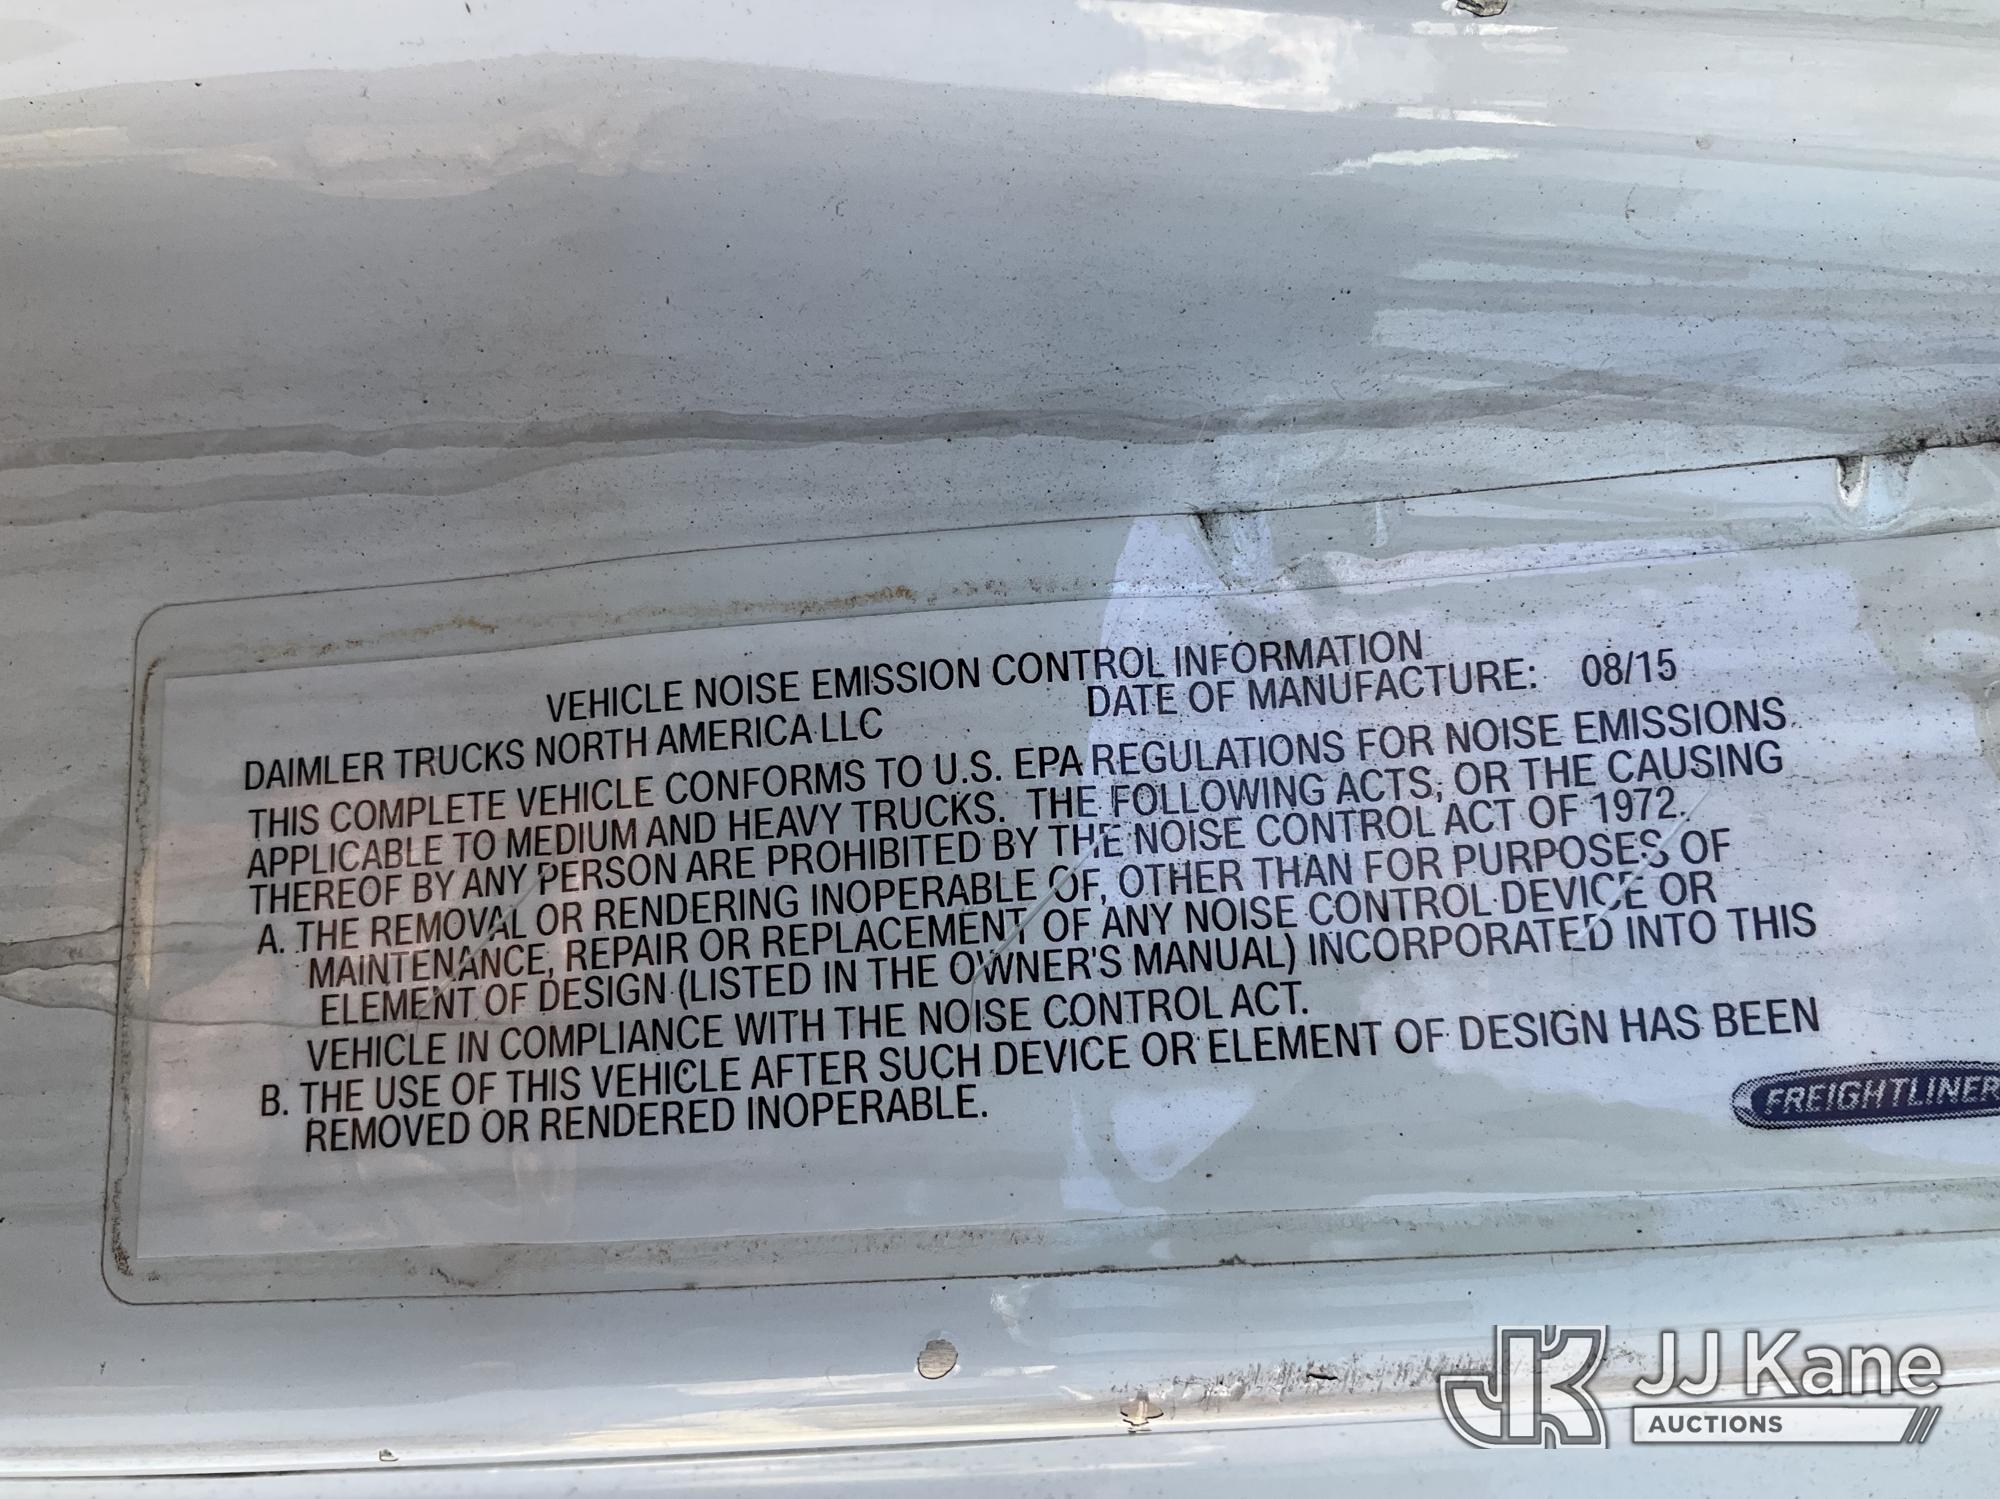 VEHICLE NOISE EMISSION CONTROL INFORMATION
DAIMLER TRUCKS NORTH AMERICA LLC DATE OF MANUFACTURE: 08/15
THIS COMPLETE VEHICLE CONFORMS TO U.S. EPA REGULATIONS FOR NOISE EMISSIONS
APPLICABLE TO MEDIUM AND HEAVY TRUCKS. THE FOLLOWING ACTS, OR THE CAUSING
THEREOF BY ANY PERSON ARE PROHIBITED BY THE NOISE CONTROL ACT OF 1972.
A. THE REMOVAL OR RENDERING INOPERABLE OF, OTHER THAN FOR PURPOSES OF
MAINTENANCE, REPAIR OR REPLACEMENT OF ANY NOISE CONTROL DEVICE OR
ELEMENT OF DESIGN (LISTED IN THE OWNER'S MANUAL) INCORPORATED INTO THIS
VEHICLE IN COMPLIANCE WITH THE NOISE CONTROL ACT.
B. THE USE OF THIS VEHICLE AFTER SUCH DEVICE OR ELEMENT OF DESIGN HAS BEEN
REMOVED OR RENDERED INOPERABLE.
FREIGHTLINER
JK JJ Kane
AUCTIONS